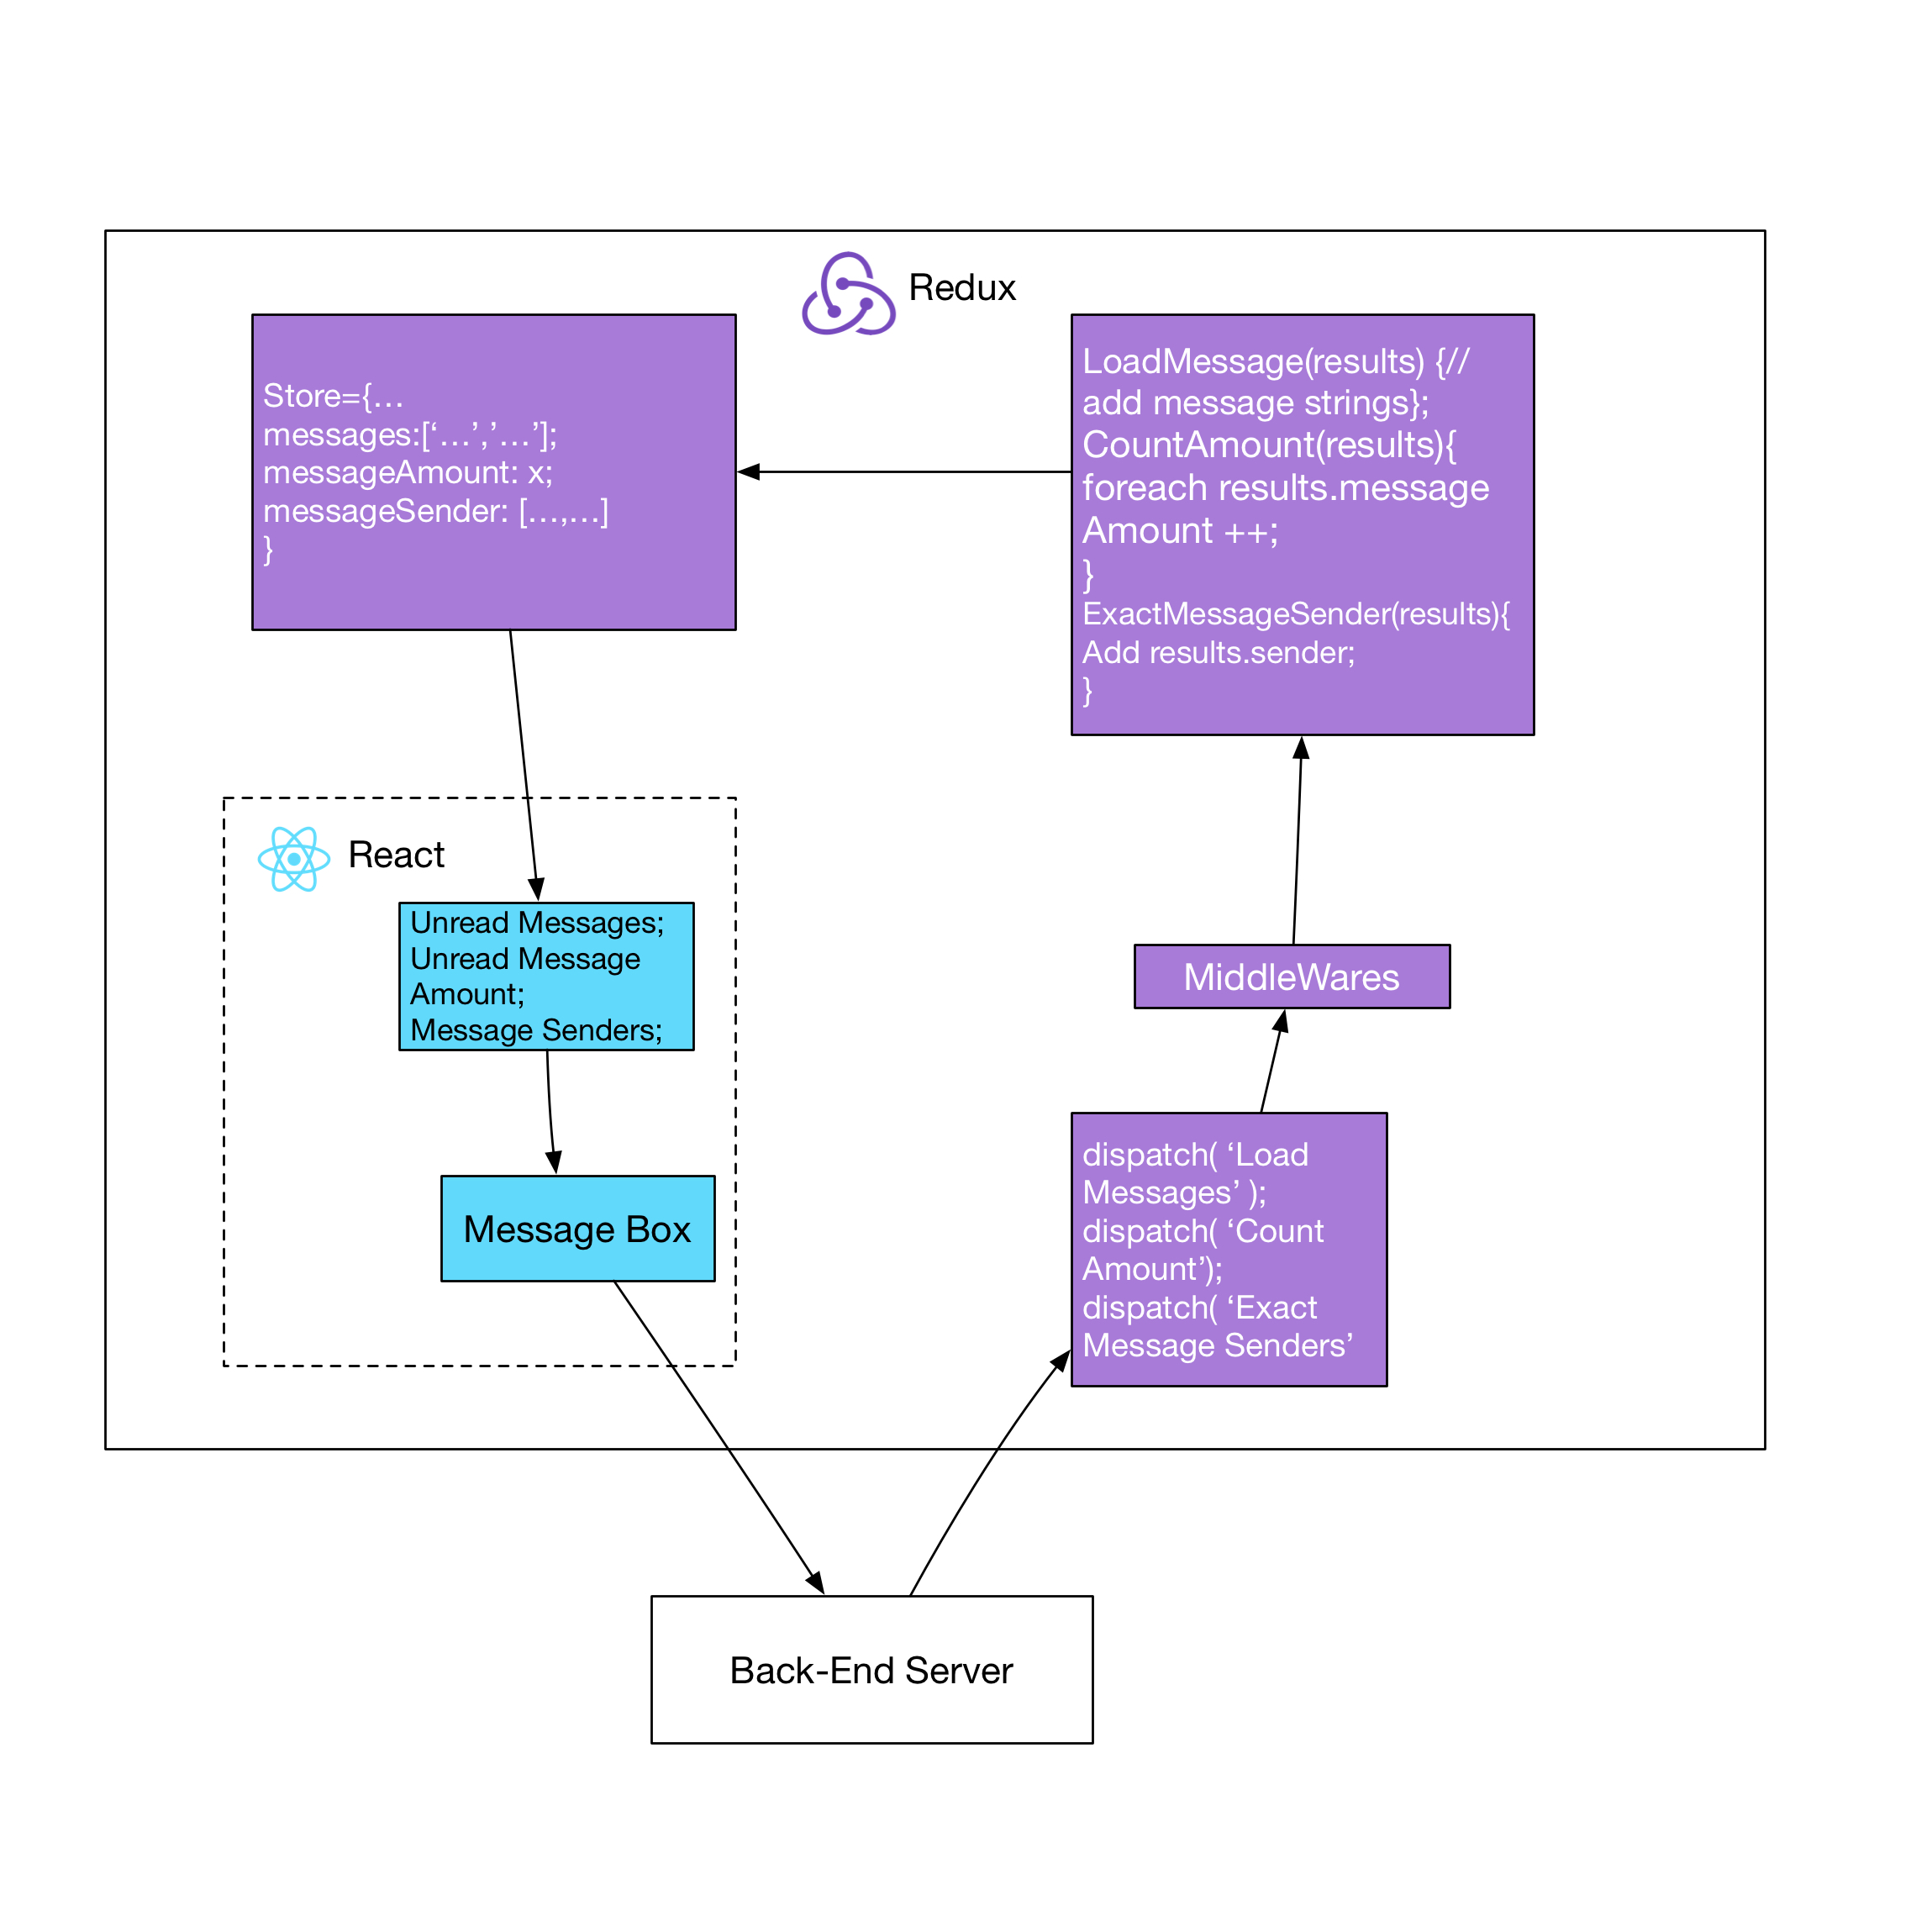 Redux
Store={…
messages:[‘…’,’…’];
messageAmount: x;
messageSender: […,…]
}
LoadMessage(results) {//
add message strings};
CountAmount(results){
foreach results.message
Amount ++;
}
ExactMessageSender(results){
Add results.sender;
}
React
Unread Messages;
Unread Message
Amount;
Message Senders;
MiddleWares
Message Box
dispatch( ‘Load
Messages’ );
dispatch( ‘Count
Amount’);
dispatch( ‘Exact
Message Senders’
Back-End Server